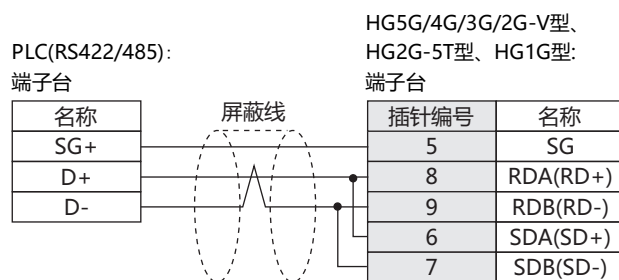 HG5G/4G/3G/2G-V型、
PLC(RS422/485): HG2G-5T型、HG1G型:
端子台 端子台
名称 屏蔽线 插针编号 名称
SG+ 5 SG
D+ 8 RDA(RD+)
D- 9 RDB(RD-)
6 SDA(SD+)
7 SDB(SD-)